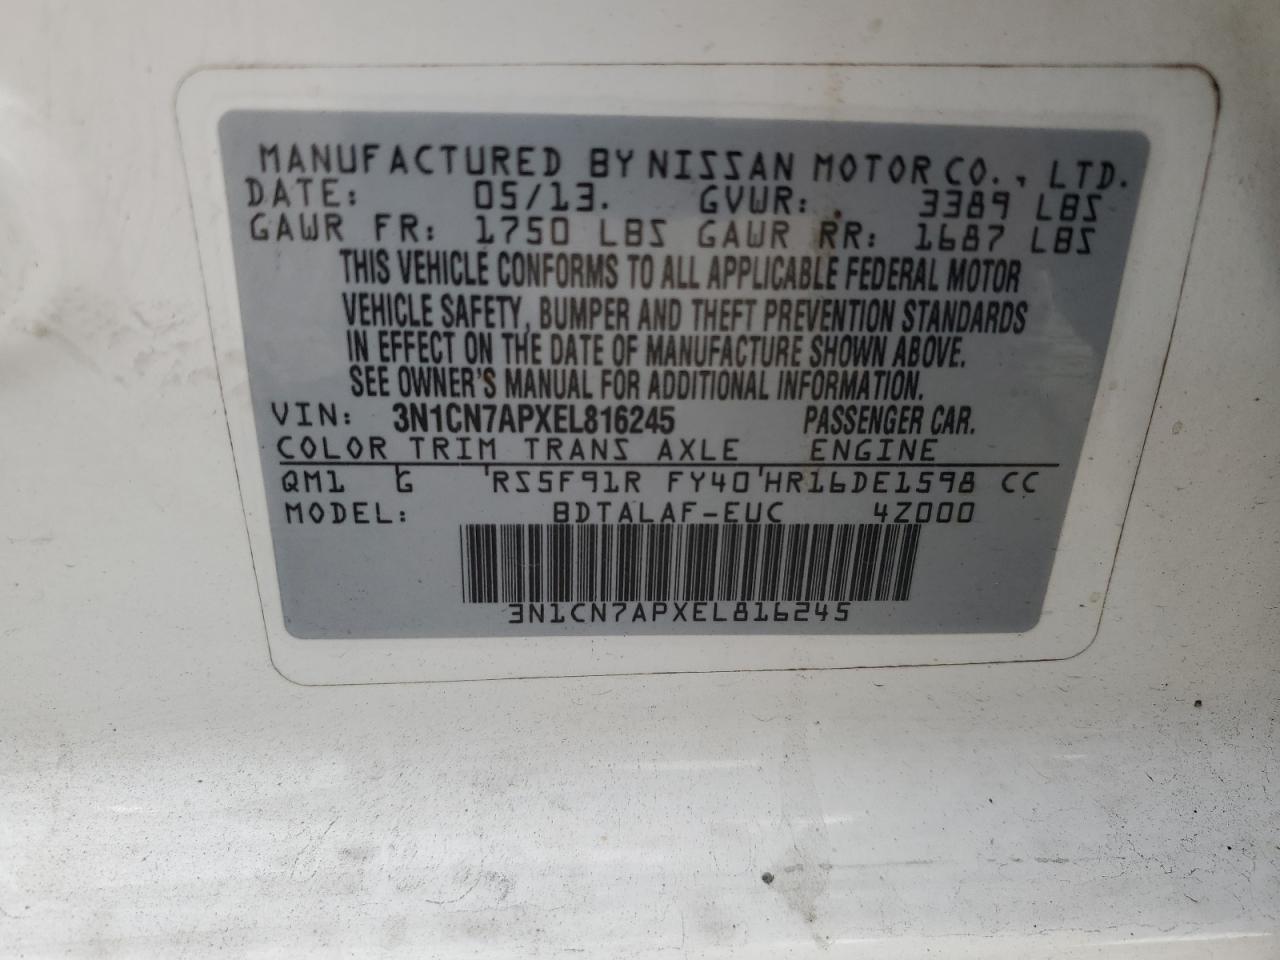 MANUFACTURED BY NISSAN MOTOR CO., LTD.
DATE: 05/13. GVWR: 3389 LBS
GAWR FR: 1750 LBS GAWR RR: 1687 LBS
THIS VEHICLE CONFORMS TO ALL APPLICABLE FEDERAL MOTOR
VEHICLE SAFETY, BUMPER AND THEFT PREVENTION STANDARDS
IN EFFECT ON THE DATE OF MANUFACTURE SHOWN ABOVE.
SEE OWNER'S MANUAL FOR ADDITIONAL INFORMATION.
VIN: 3N1CN7APXEL816245 PASSENGER CAR.
COLOR TRIM TRANS AXLE ENGINE
QM1 G RS5F91R FY40 HR16DE1598 CC
MODEL: BDTALAF-EUC 4Z000
3N1CN7APXEL816245